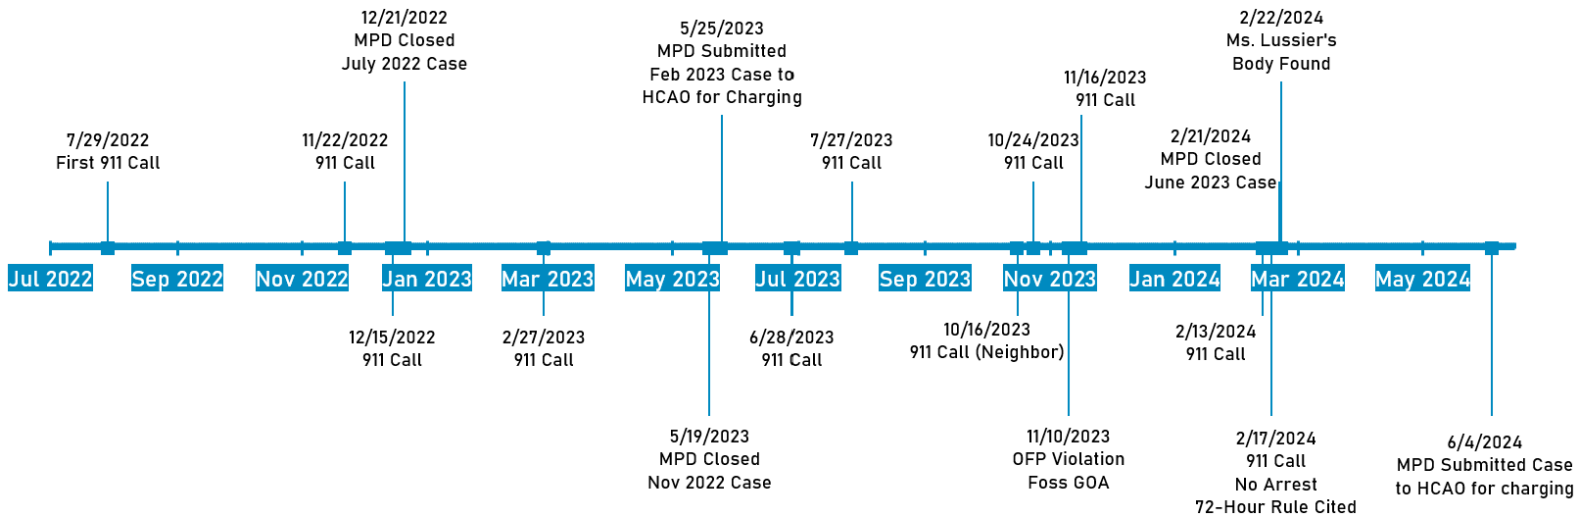 12/21/2022
MPD Closed
July 2022 Case
5/25/2023
MPD Submitted
Feb 2023 Case to
HCAO for Charging
2/22/2024
Ms. Lussier's
Body Found
11/16/2023
911 Call
7/29/2022
First 911 Call
11/22/2022
911 Call
7/27/2023
911 Call
10/24/2023
911 Call
2/21/2024
MPD Closed
June 2023 Case
Jul 2022
Sep 2022
Nov 2022
Jan 2023
Mar 2023
May 2023
Jul 2023
Sep 2023
Nov 2023
Jan 2024
Mar 2024
May 2024
12/15/2022
911 Call
2/27/2023
911 Call
6/28/2023
911 Call
10/16/2023
911 Call (Neighbor)
2/13/2024
911 Call
5/19/2023
MPD Closed
Nov 2022 Case
11/10/2023
OFP Violation
Foss GOA
2/17/2024
911 Call
No Arrest
72-Hour Rule Cited
6/4/2024
MPD Submitted Case
to HCAO for charging